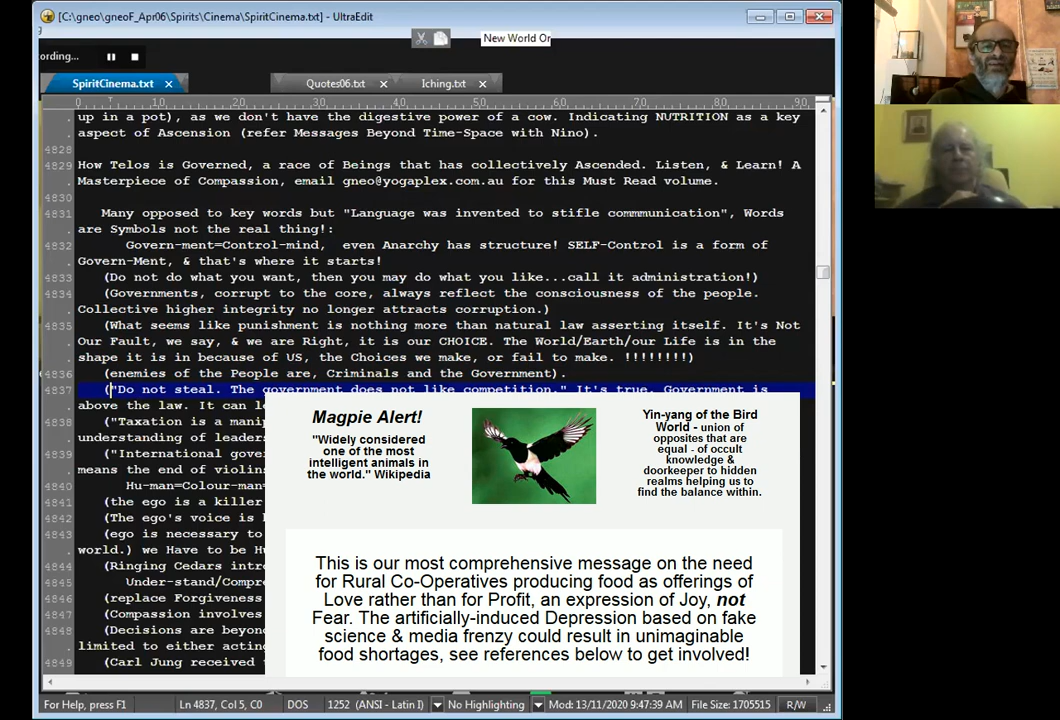 [C:\gneo\gneoF_Apr06\Spirits\Cinema\SpiritCinema.txt] - UltraEdit
New World Or
ording...
SpiritCinema.txt
Quotes06.txt
Iching.txt
0 10 20 30 40 50 60 70 80 90
up in a pot), as we don't have the digestive power of a cow. Indicating NUTRITION as a key
aspect of Ascension (refer Messages Beyond Time-Space with Nino).
4828
4829 How Telos is Governed, a race of Beings that has collectively Ascended. Listen, & Learn! A
Masterpiece of Compassion, email gneo@yogaplex.com.au for this Must Read volume.
4830
4831 Many opposed to key words but "Language was invented to stifle commmunication", Words
are Symbols not the real thing!:
4832 Govern-ment=Control-mind, even Anarchy has structure! SELF-Control is a form of
Govern-Ment, & that's where it starts!
4833 (Do not do what you want, then you may do what you like...call it administration!)
4834 (Governments, corrupt to the core, always reflect the consciousness of the people.
Collective higher integrity no longer attracts corruption.)
4835 (What seems like punishment is nothing more than natural law asserting itself. It's Not
Our Fault, we say, & we are Right, it is our CHOICE. The World/Earth/our Life is in the
shape it is in because of US, the Choices we make, or fail to make. !!!!!!!!)
4836 (enemies of the People are, Criminals and the Government).
4837 ("Do not steal. The government does not like competition." It's true. Government is
above the law. It can le
4838 ("Taxation is a manip
understanding of leaders
4839 ("International gover
means the end of violins
4840 Hu-man=Colour-man=
4841 (the ego is a killer
4842 (The ego's voice is
4843 (ego is necessary to
world.) we Have to be Hu
4844 (Ringing Cedars intro
4845 Under-stand/Compre
4846 (replace Forgiveness
4847 (Compassion involves
4848 (Decisions are beyond
limited to either acting
4849 (Carl Jung received
Magpie Alert!
"Widely considered
one of the most
intelligent animals in
the world." Wikipedia
Yin-yang of the Bird
World - union of
opposites that are
equal - of occult
knowledge &
doorkeeper to hidden
realms helping us to
find the balance within.
This is our most comprehensive message on the need
for Rural Co-Operatives producing food as offerings of
Love rather than for Profit, an expression of Joy, not
Fear. The artificially-induced Depression based on fake
science & media frenzy could result in unimaginable
food shortages, see references below to get involved!
For Help, press F1
Ln 4837, Col 5, C0
DOS
1252 (ANSI - Latin I)
No Highlighting
Mod: 13/11/2020 9:47:39 AM
File Size: 1705515
R/W